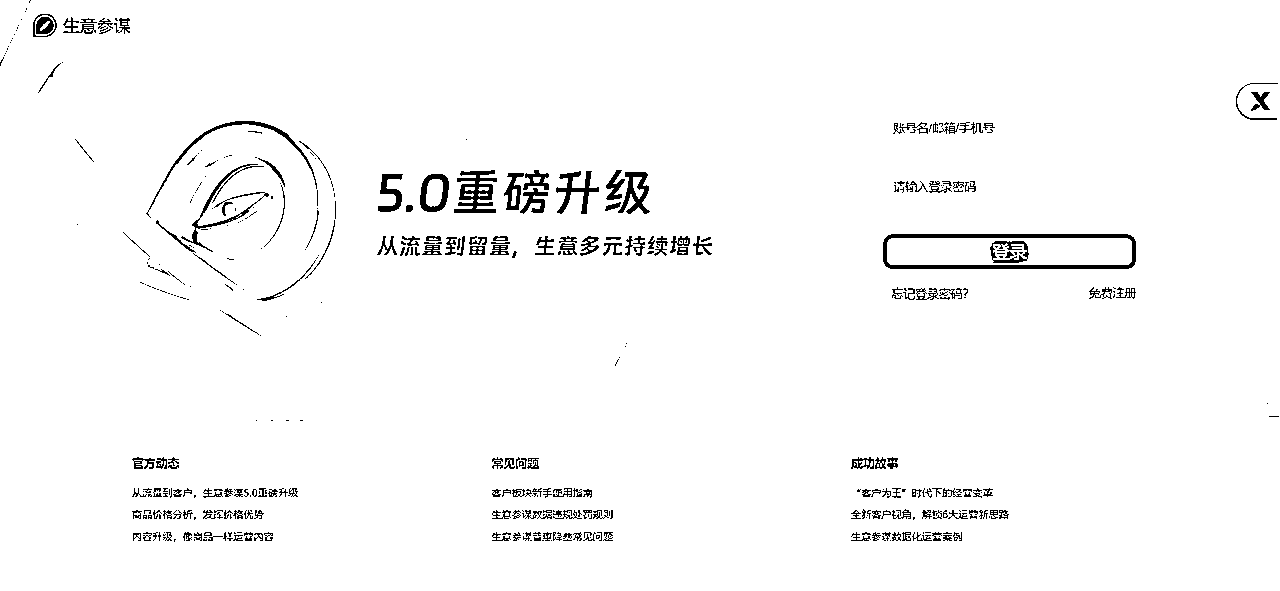 生意参谋
X
账号名/邮箱/手机号
请输入登录密码
登录
忘记登录密码?
免费注册
5.0重磅升级
从流量到留量，生意多元持续增长
官方动态
从流量到客户，生意参谋5.0重磅升级
商品价格分析，发挥价格优势
内容升级，像商品一样运营内容
常见问题
客户板块新手使用指南
生意参谋数据违规处罚规则
生意参谋普惠降费常见问题
成功故事
“客户为王”时代下的经营变革
全新客户视角，解锁6大运营新思路
生意参谋数据化运营案例